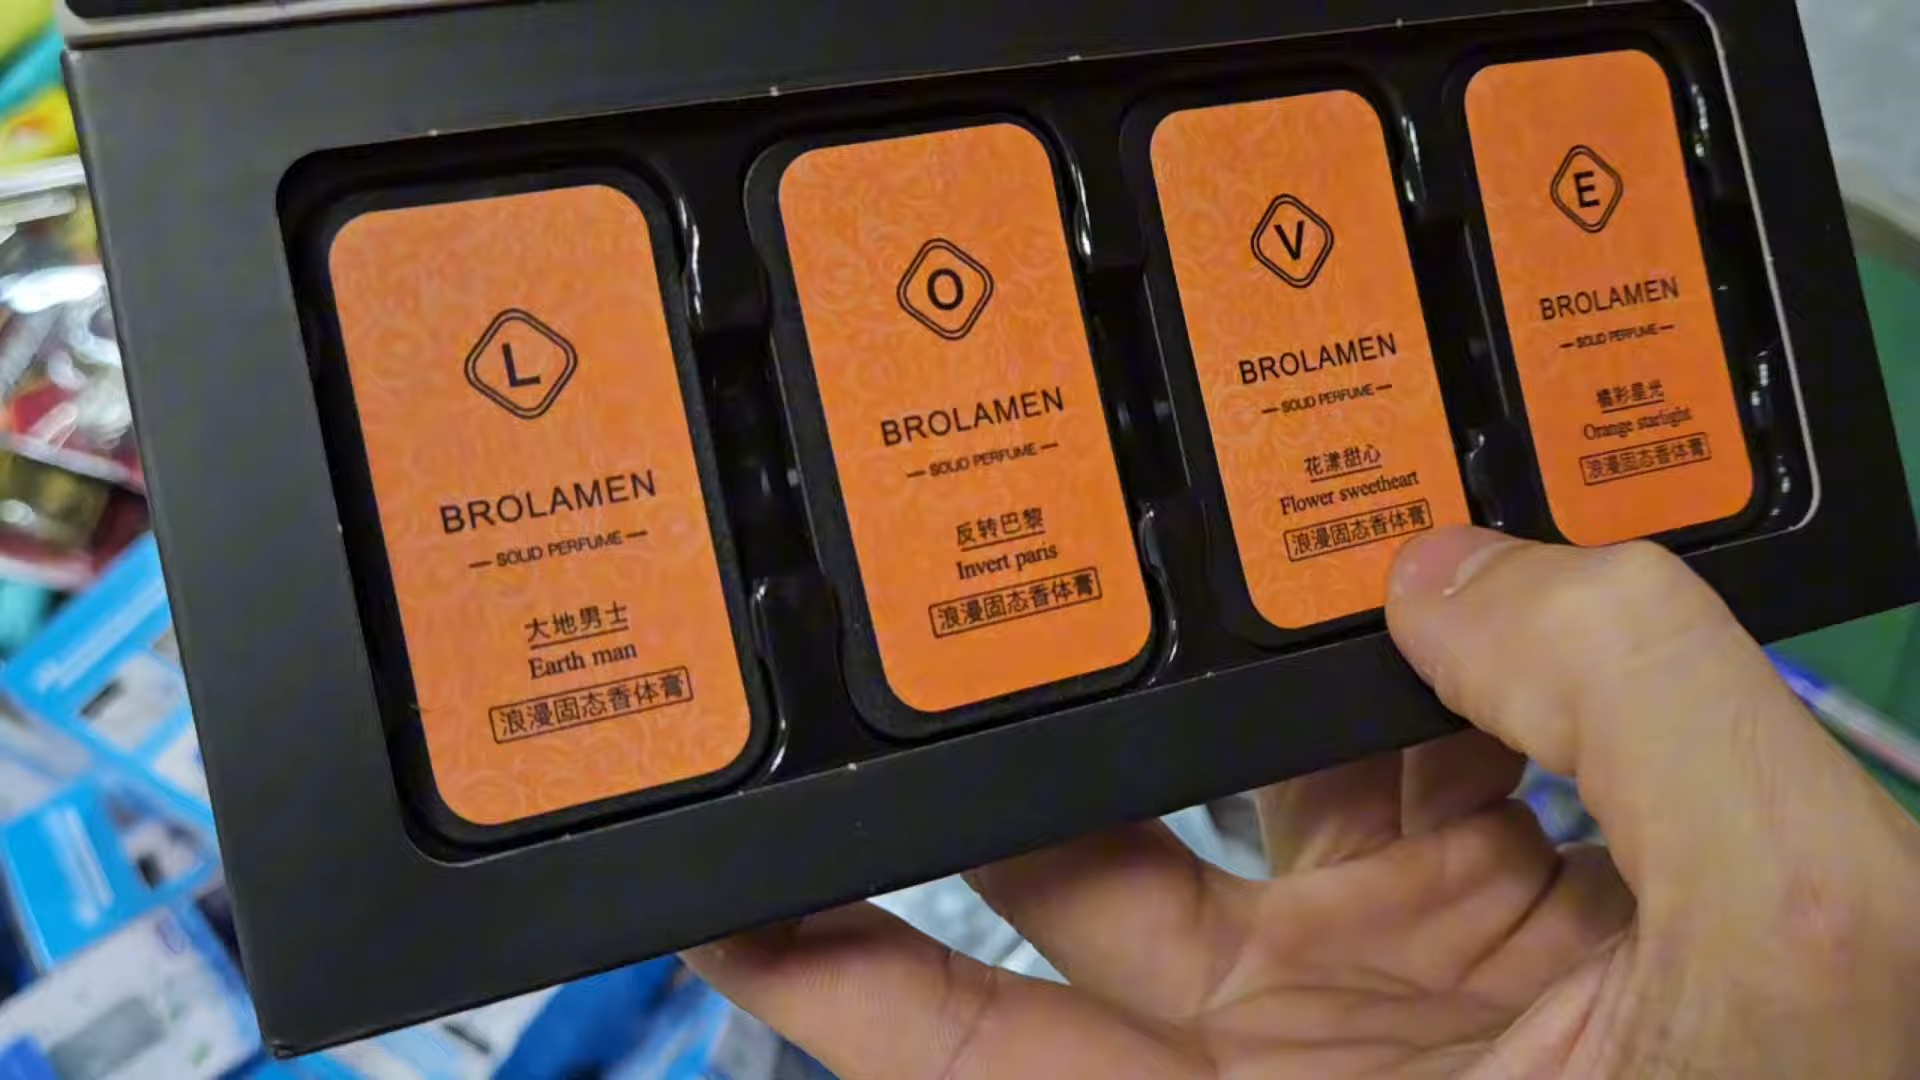 L
BROLAMEN
SOLID PERFUME
大地男士
Earth man
浪漫固态香体膏
O
BROLAMEN
SOLID PERFUME
反转巴黎
Invert paris
浪漫固态香体膏
V
BROLAMEN
SOLID PERFUME
花漾甜心
Flower sweetheart
浪漫固态香体膏
E
BROLAMEN
SOLID PERFUME
橘彩星光
Orange starlight
浪漫固态香体膏